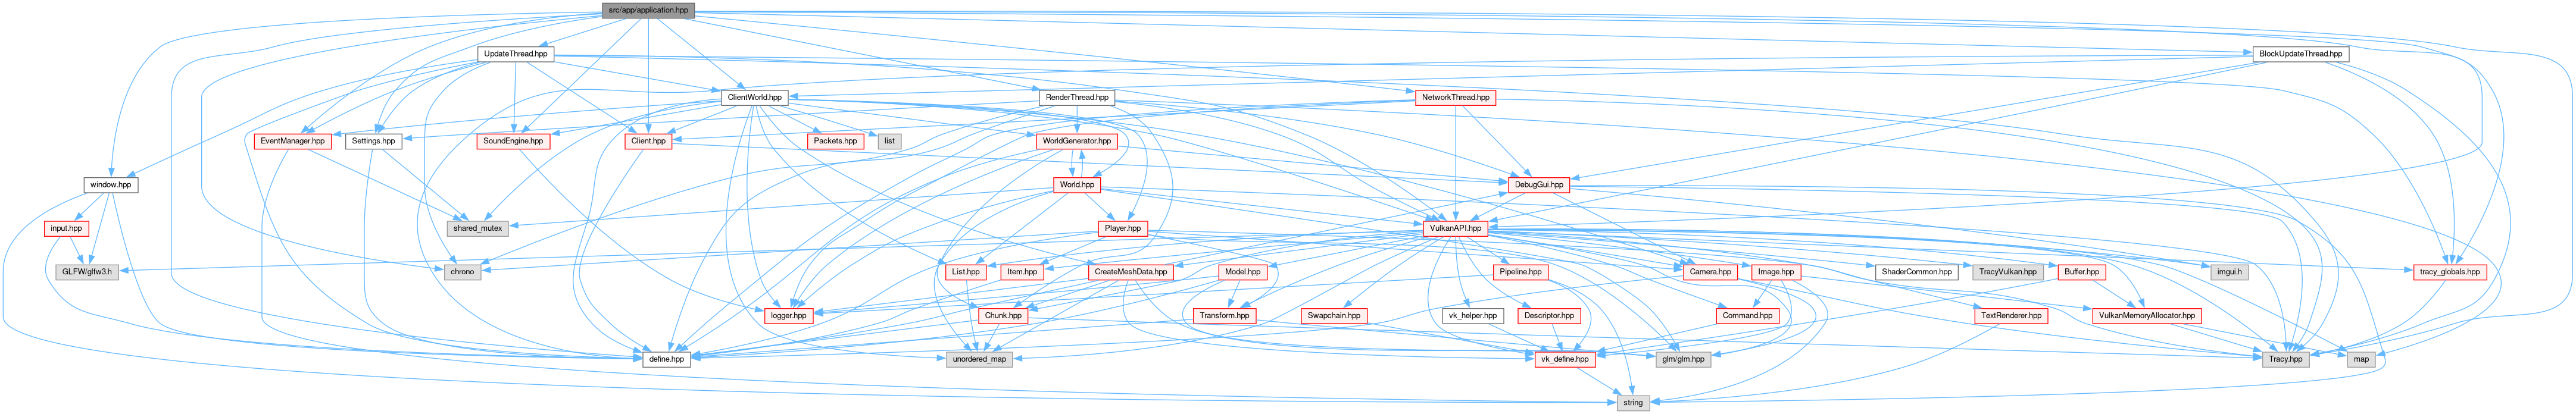 src/app/application.hpp
UpdateThread.hpp
BlockUpdateThread.hpp
ClientWorld.hpp
RenderThread.hpp
NetworkThread.hpp
EventManager.hpp
Settings.hpp
SoundEngine.hpp
Client.hpp
Packets.hpp
list
WorldGenerator.hpp
window.hpp
World.hpp
DebugGui.hpp
input.hpp
shared_mutex
Player.hpp
VulkanAPI.hpp
GLFW/glfw3.h
chrono
List.hpp
Item.hpp
CreateMeshData.hpp
Model.hpp
Pipeline.hpp
Camera.hpp
Image.hpp
ShaderCommon.hpp
TracyVulkan.hpp
Buffer.hpp
imgui.h
tracy_globals.hpp
logger.hpp
Chunk.hpp
Transform.hpp
Swapchain.hpp
vk_helper.hpp
Descriptor.hpp
Command.hpp
TextRenderer.hpp
VulkanMemoryAllocator.hpp
define.hpp
unordered_map
vk_define.hpp
glm/glm.hpp
Tracy.hpp
map
string